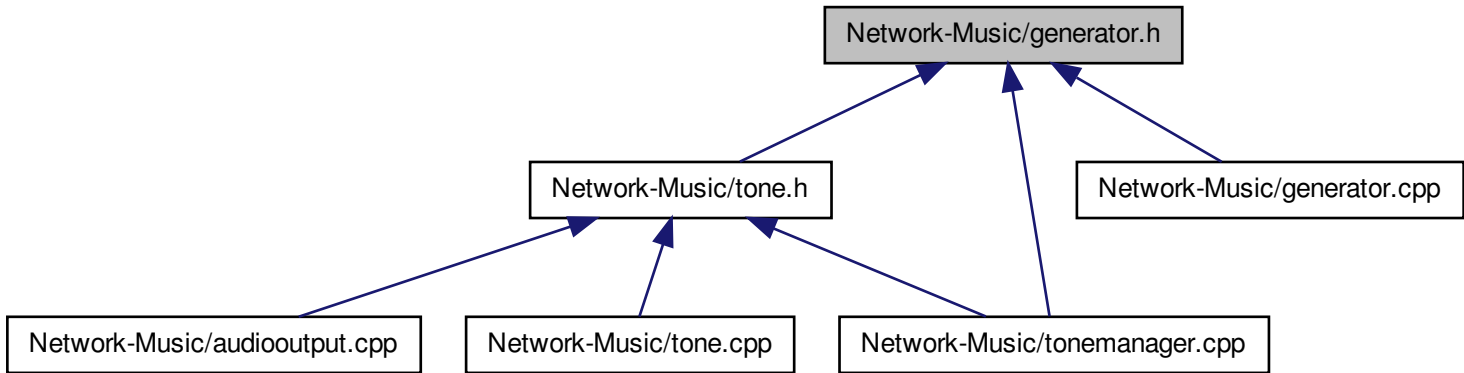 Network-Music/generator.h
Network-Music/tone.h
Network-Music/generator.cpp
Network-Music/audiooutput.cpp
Network-Music/tone.cpp
Network-Music/tonemanager.cpp